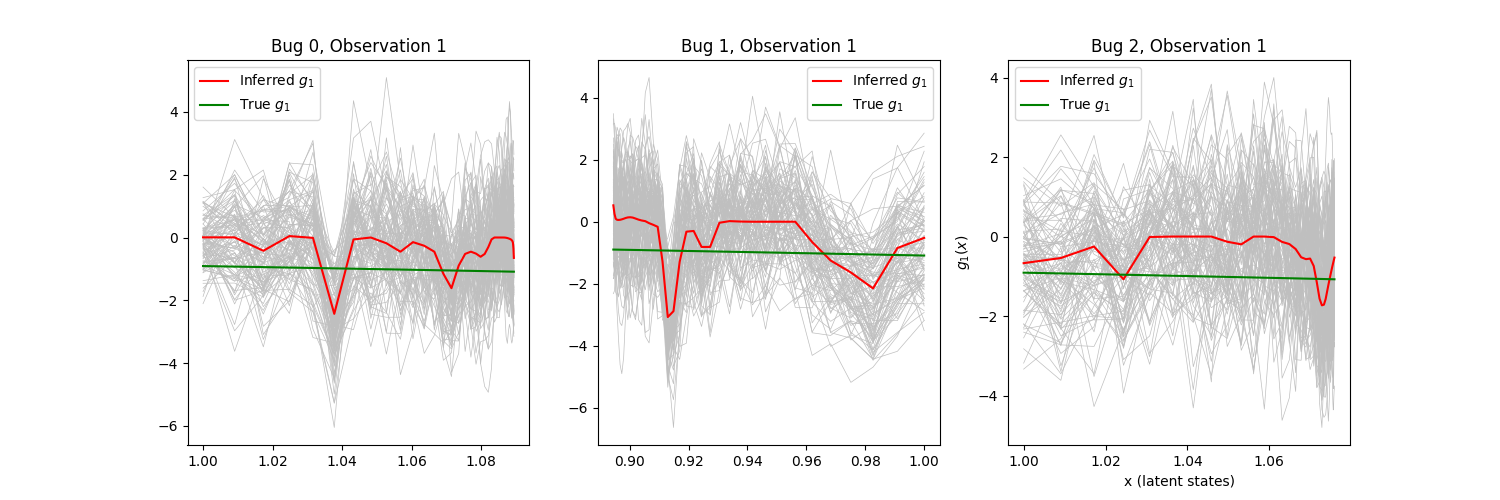 Bug 0, Observation 1
Inferred g₁
True g₁
4
2
0
−2
−4
−6
1.00 1.02 1.04 1.06 1.08
Bug 1, Observation 1
Inferred g₁
True g₁
4
2
0
−2
−4
−6
0.90 0.92 0.94 0.96 0.98 1.00
Bug 2, Observation 1
Inferred g₁
True g₁
g₁(x)
4
2
0
−2
−4
1.00 1.02 1.04 1.06
x (latent states)